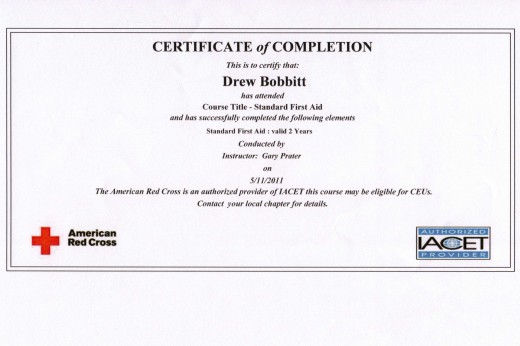 CERTIFICATE of COMPLETION
This is to certify that:
Drew Bobbitt
has attended
Course Title - Standard First Aid
and has successfully completed the following elements
Standard First Aid : valid 2 Years
Conducted by
Instructor: Gary Prater
on
5/11/2011
The American Red Cross is an authorized provider of IACET this course may be eligible for CEUs.
Contact your local chapter for details.
American
Red Cross
AUTHORIZED
IACET
PROVIDER